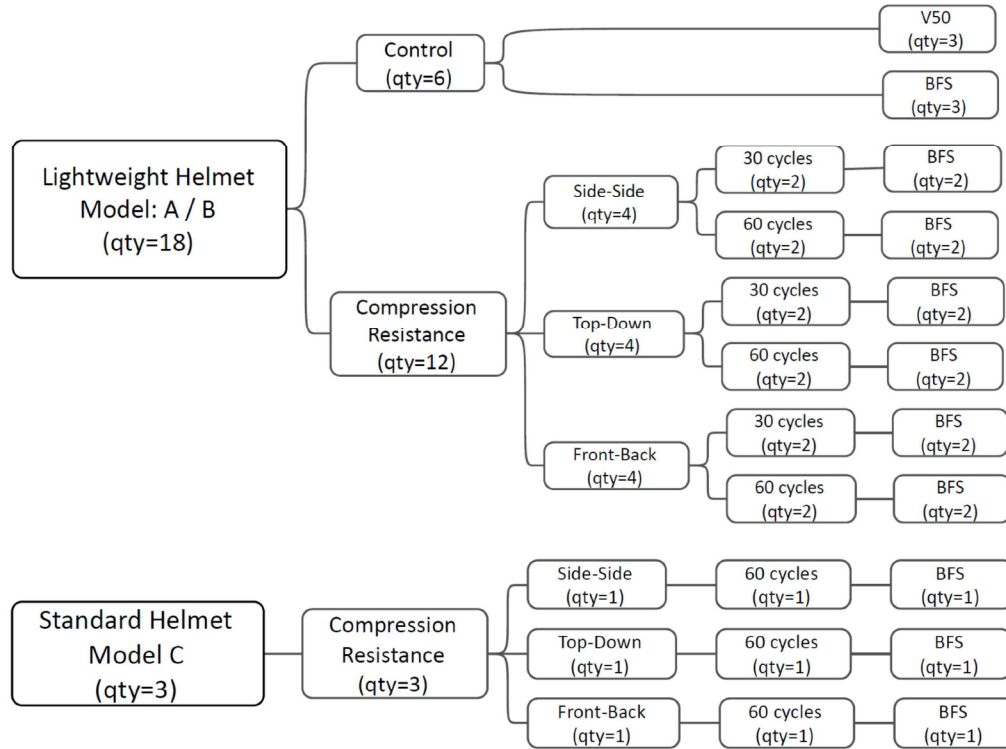 Lightweight Helmet
Model: A / B
(qty=18)
Control
(qty=6)
V50
(qty=3)
BFS
(qty=3)
Compression
Resistance
(qty=12)
Side-Side
(qty=4)
30 cycles
(qty=2)
BFS
(qty=2)
60 cycles
(qty=2)
BFS
(qty=2)
Top-Down
(qty=4)
30 cycles
(qty=2)
BFS
(qty=2)
60 cycles
(qty=2)
BFS
(qty=2)
Front-Back
(qty=4)
30 cycles
(qty=2)
BFS
(qty=2)
60 cycles
(qty=2)
BFS
(qty=2)
Standard Helmet
Model C
(qty=3)
Compression
Resistance
(qty=3)
Side-Side
(qty=1)
60 cycles
(qty=1)
BFS
(qty=1)
Top-Down
(qty=1)
60 cycles
(qty=1)
BFS
(qty=1)
Front-Back
(qty=1)
60 cycles
(qty=1)
BFS
(qty=1)